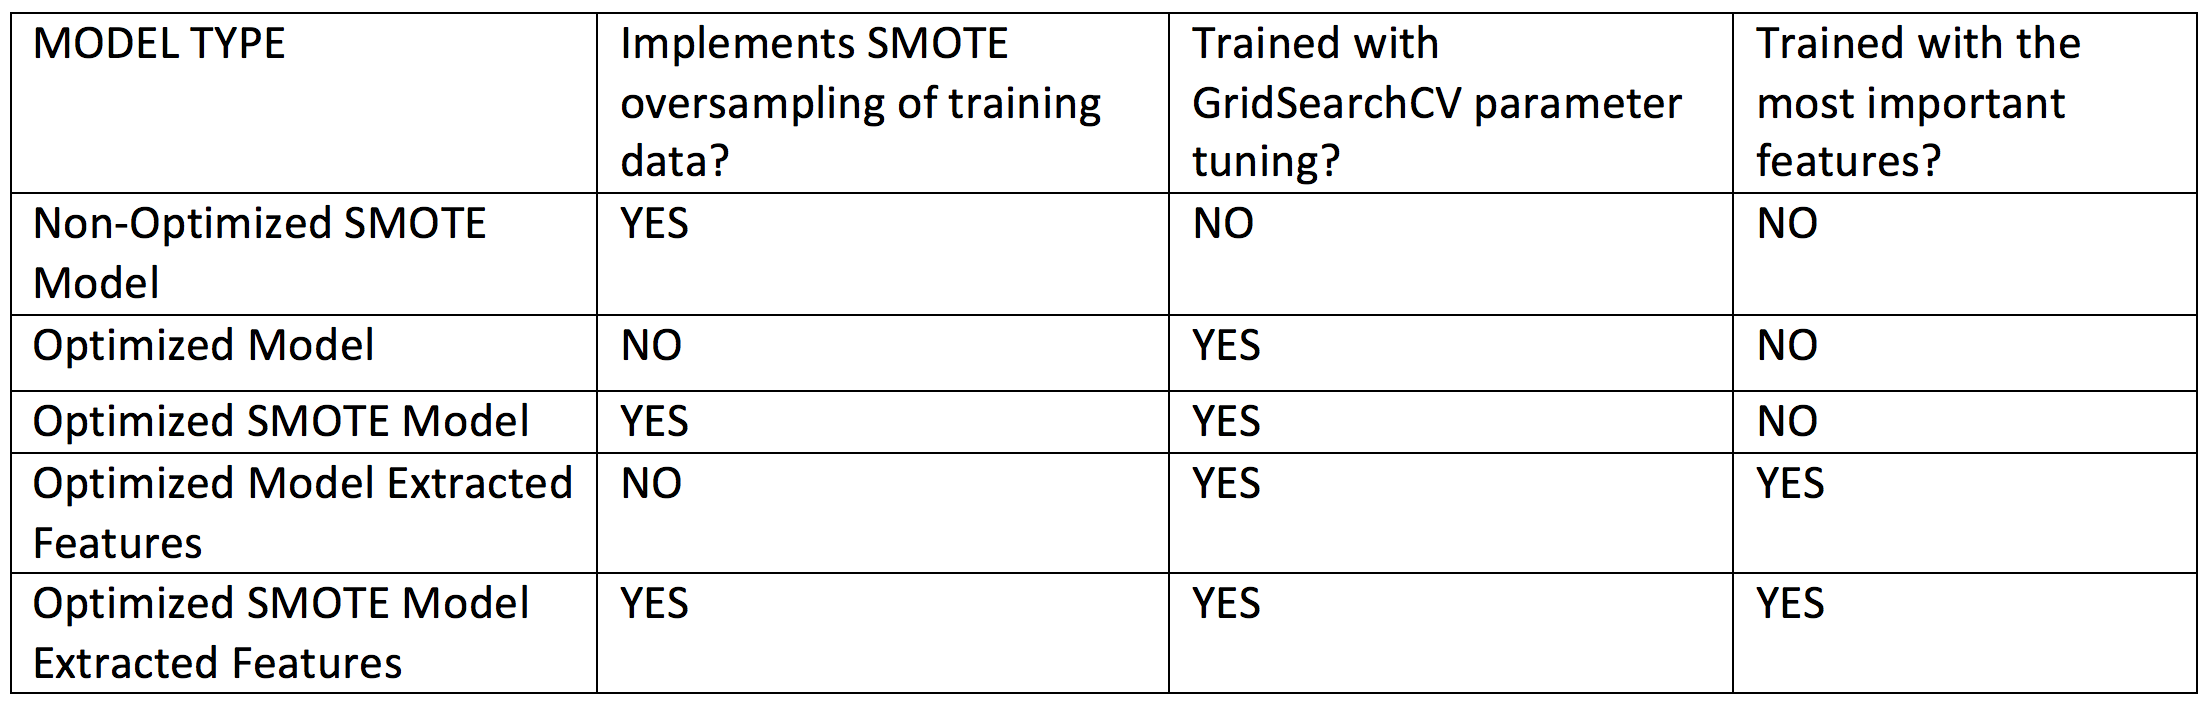 MODEL TYPE
Implements SMOTE
oversampling of training
data?
Trained with
GridSearchCV parameter
tuning?
Trained with the
most important
features?
Non-Optimized SMOTE
Model
YES
NO
NO
Optimized Model
NO
YES
NO
Optimized SMOTE Model
YES
YES
NO
Optimized Model Extracted
Features
NO
YES
YES
Optimized SMOTE Model
Extracted Features
YES
YES
YES